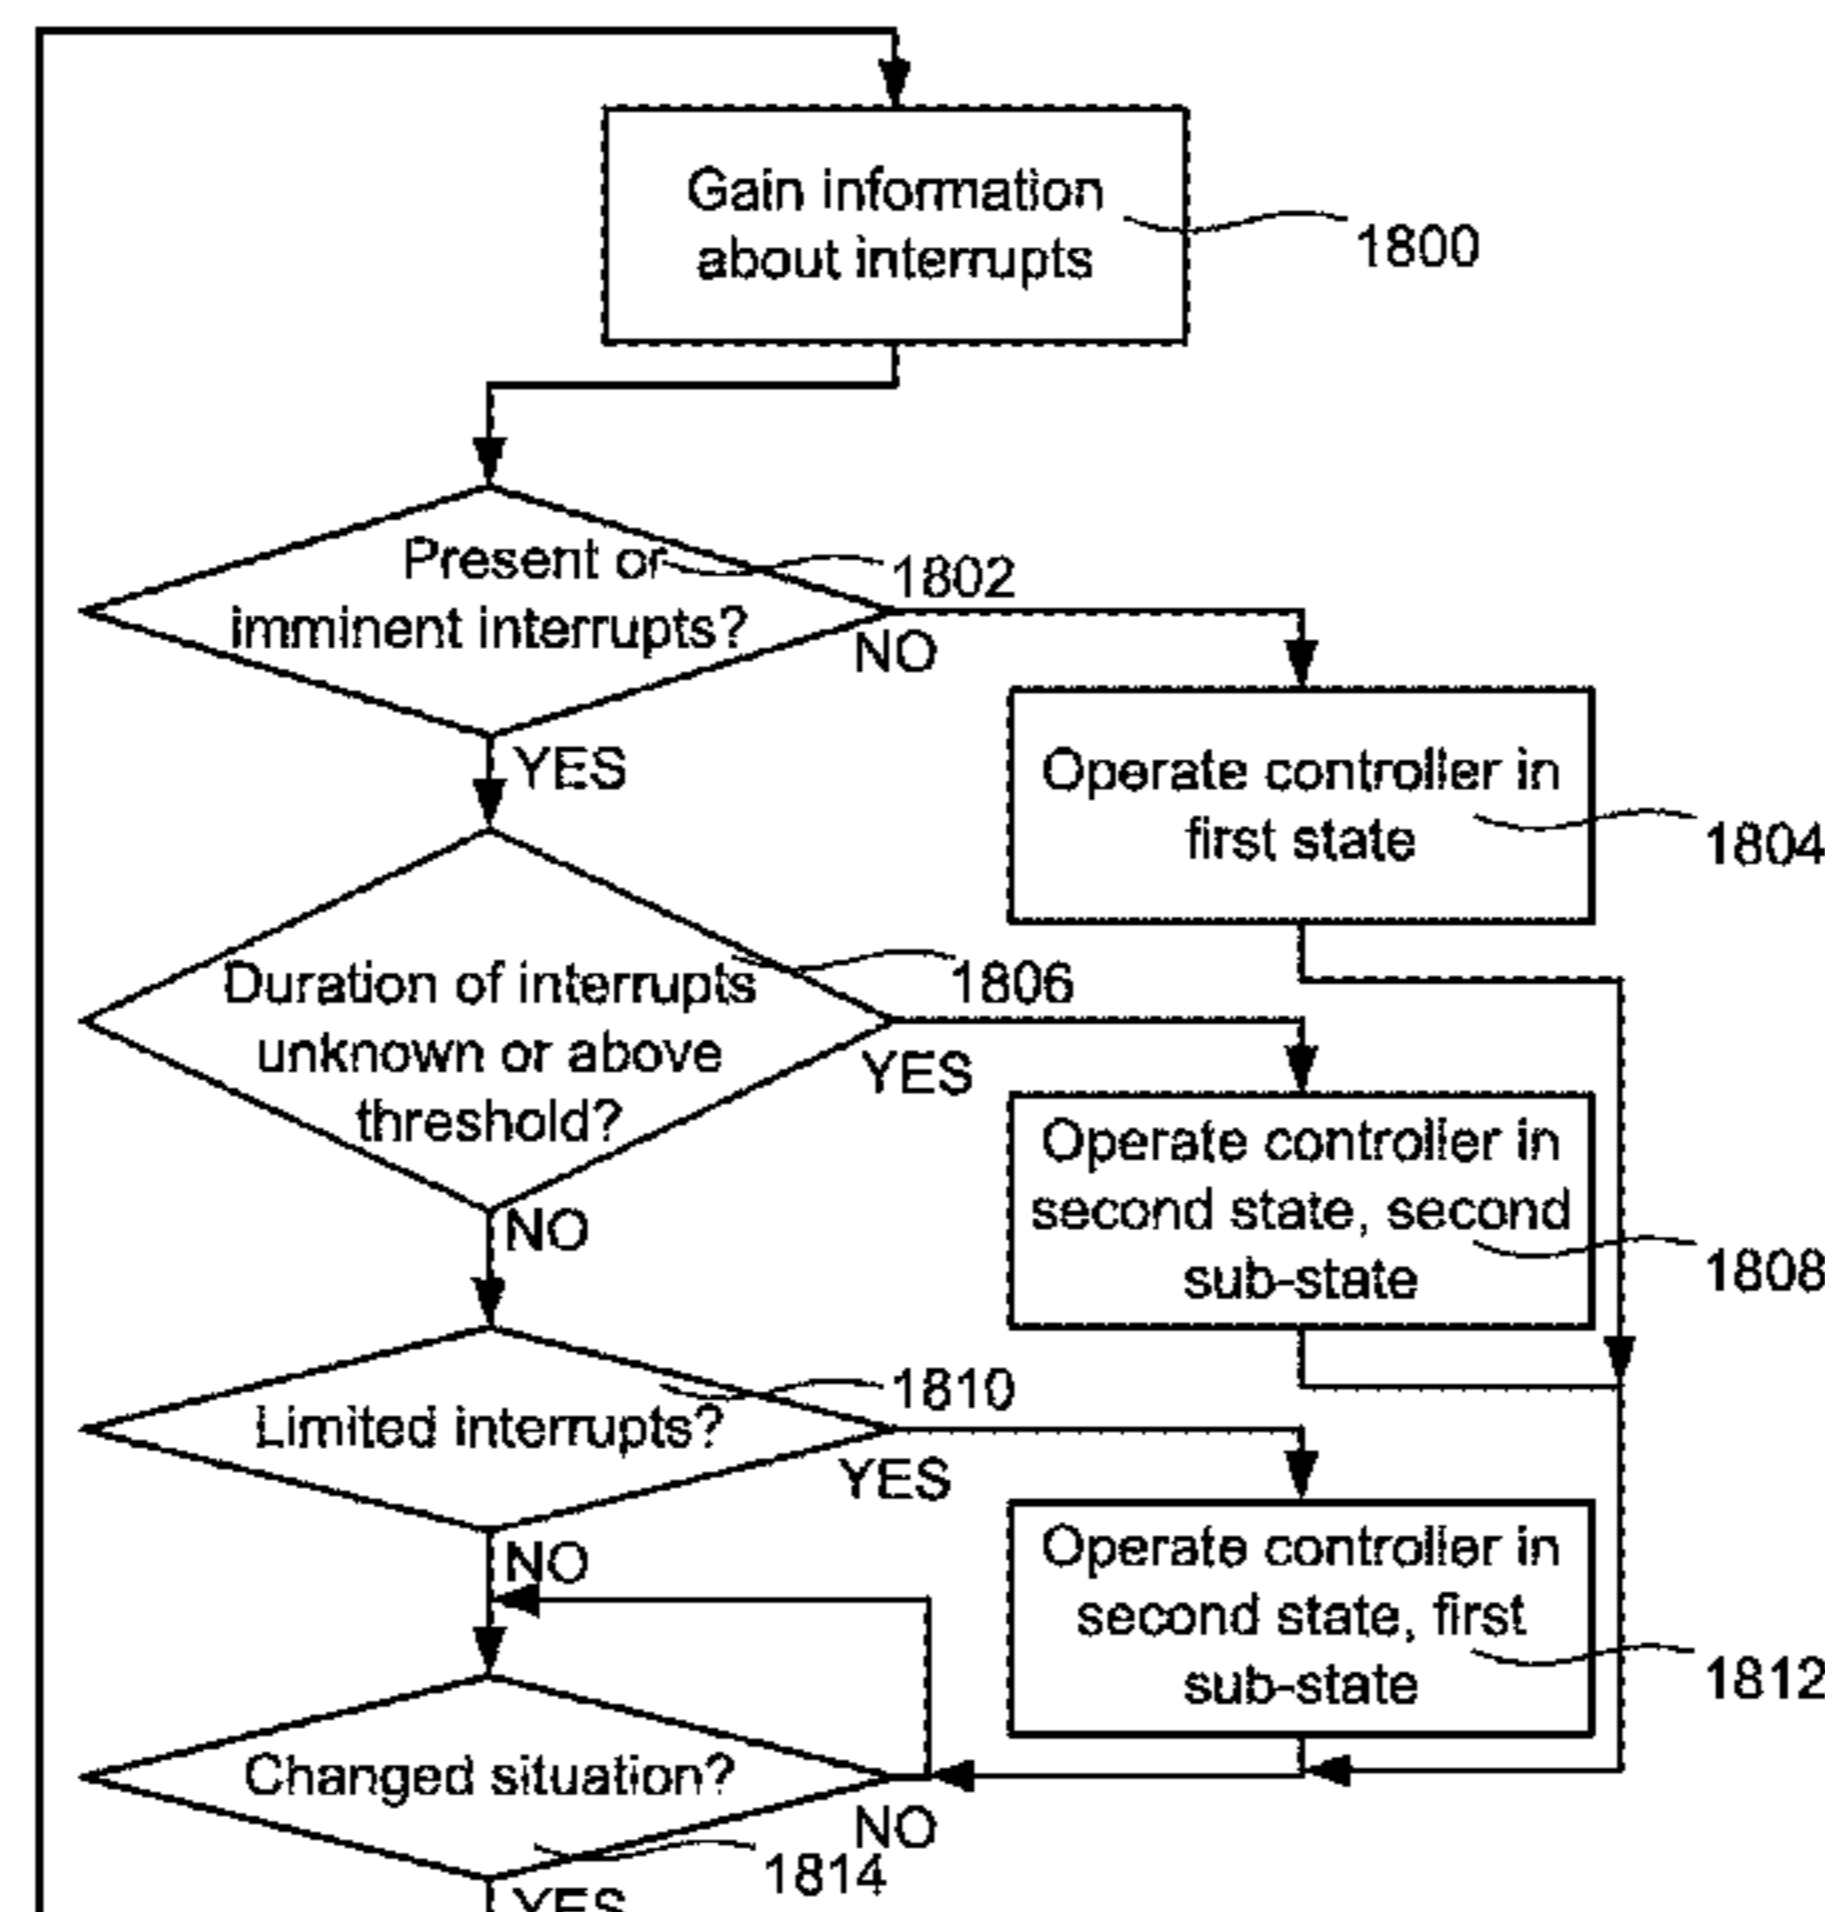 Gain information
about interrupts
1800
Present or
imminent interrupts?
1802
NO
YES
Operate controller in
first state
1804
Duration of interrupts
unknown or above
threshold?
1806
YES
NO
Operate controller in
second state, second
sub-state
1808
Limited interrupts?
1810
YES
NO
Operate controller in
second state, first
sub-state
1812
Changed situation?
NO
1814
YES